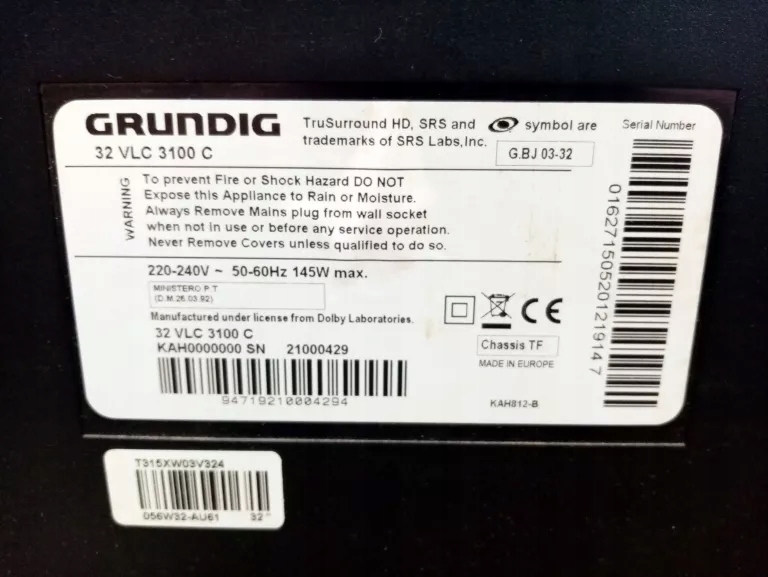 GRUNDIG
32 VLC 3100 C
TruSurround HD, SRS and symbol are
trademarks of SRS Labs,Inc.
G.BJ 03-32
Serial Number
WARNING
To prevent Fire or Shock Hazard DO NOT
Expose this Appliance to Rain or Moisture.
Always Remove Mains plug from wall socket
when not in use or before any service operation.
Never Remove Covers unless qualified to do so.
016271505201219147
220-240V ~ 50-60Hz 145W max.
MINISTERO P.T.
(D.M.26.03.92)
Manufactured under license from Dolby Laboratories.
32 VLC 3100 C
KAH0000000 SN 21000429
94719210004294
CE
Chassis TF
MADE IN EUROPE
KAH812-B
T315XW03V324
056W32-AU61 32"